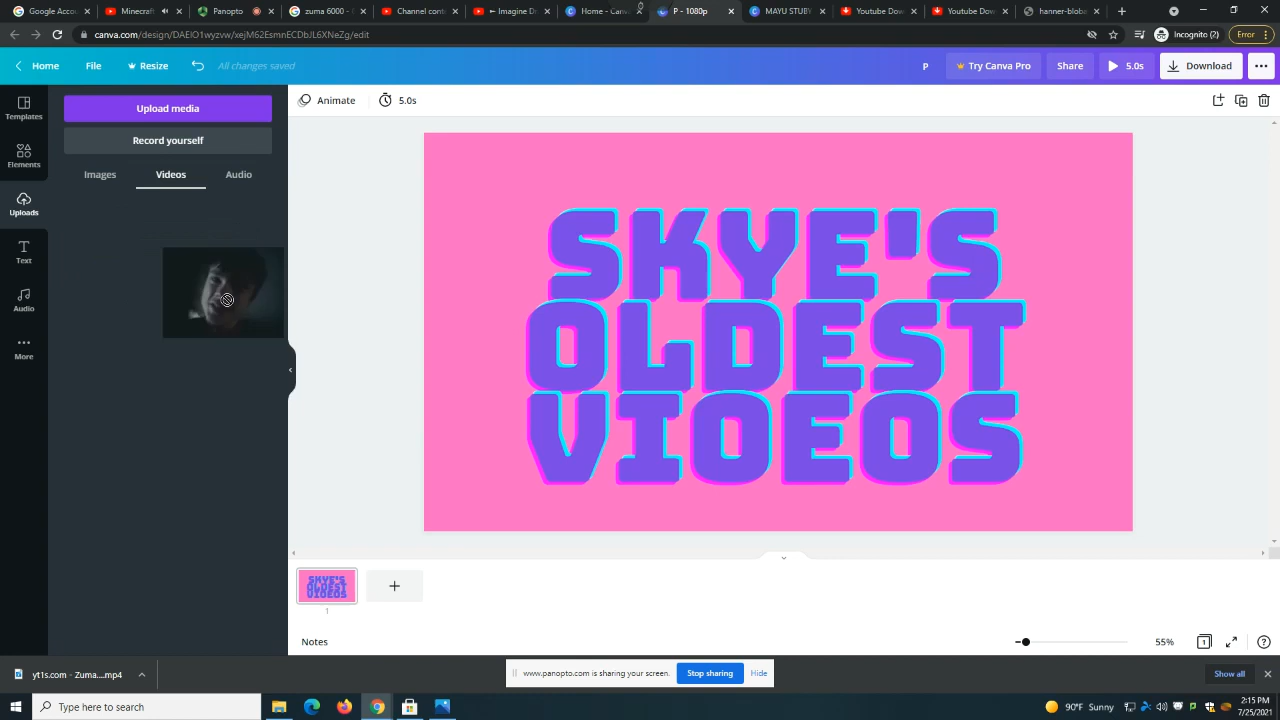 Google Accou
Minecraft
Panopto
zuma 6000 - 
Channel cont
← Imagine Dr
Home - Canva
P - 1080p
MAYU STUBY
Youtube Dow
Youtube Dow
hanner-bloke
canva.com/design/DAElO1wyzvw/xejM62EsmnECDbJL6XNeZg/edit
Incognito (2)
Error
Home
File
Resize
All changes saved
P
Try Canva Pro
Share
5.0s
Download
Templates
Elements
Uploads
Text
Audio
More
Upload media
Record yourself
Images
Videos
Audio
Animate
5.0s
SKYE'S
OLDEST
VIDEOS
SKYE'S
OLDEST
VIDEOS
1
Notes
55%
1
yt1s.com - Zuma....mp4
www.panopto.com is sharing your screen.
Stop sharing
Hide
Show all
Type here to search
90°F Sunny
2:15 PM
7/25/2021